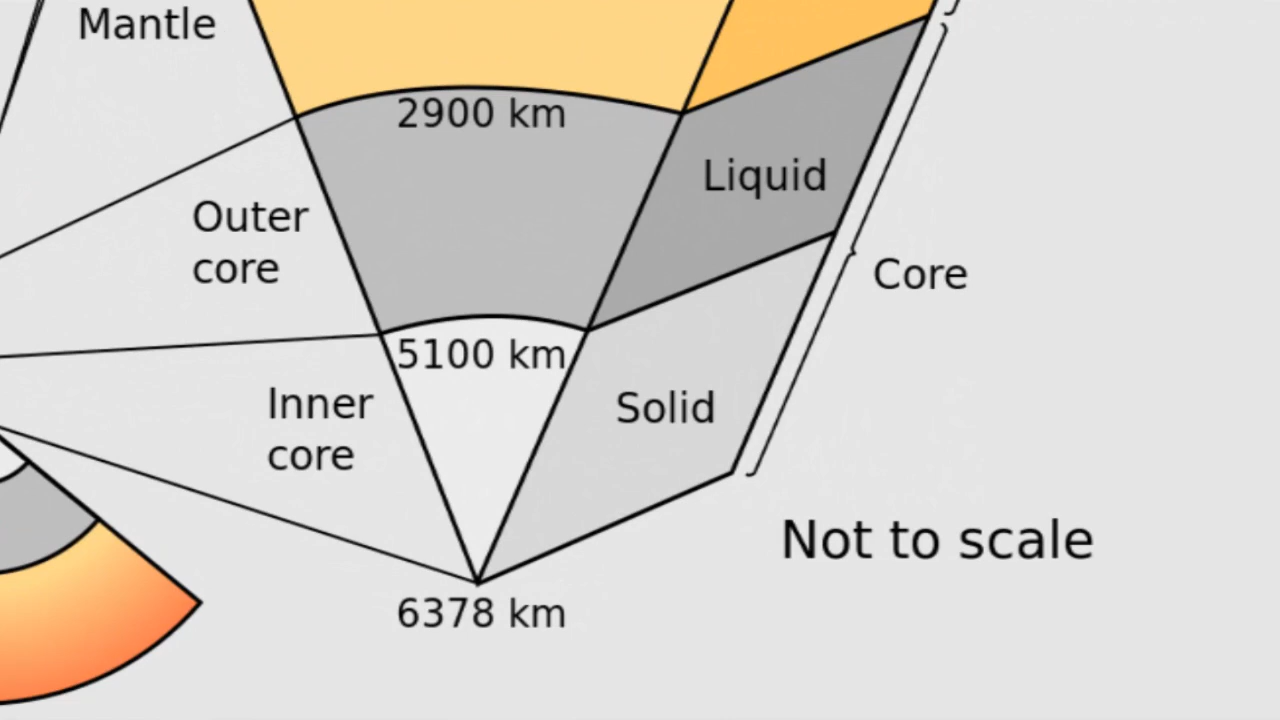 Mantle
2900 km
Liquid
Outer
core
Core
5100 km
Inner
core
Solid
Not to scale
6378 km